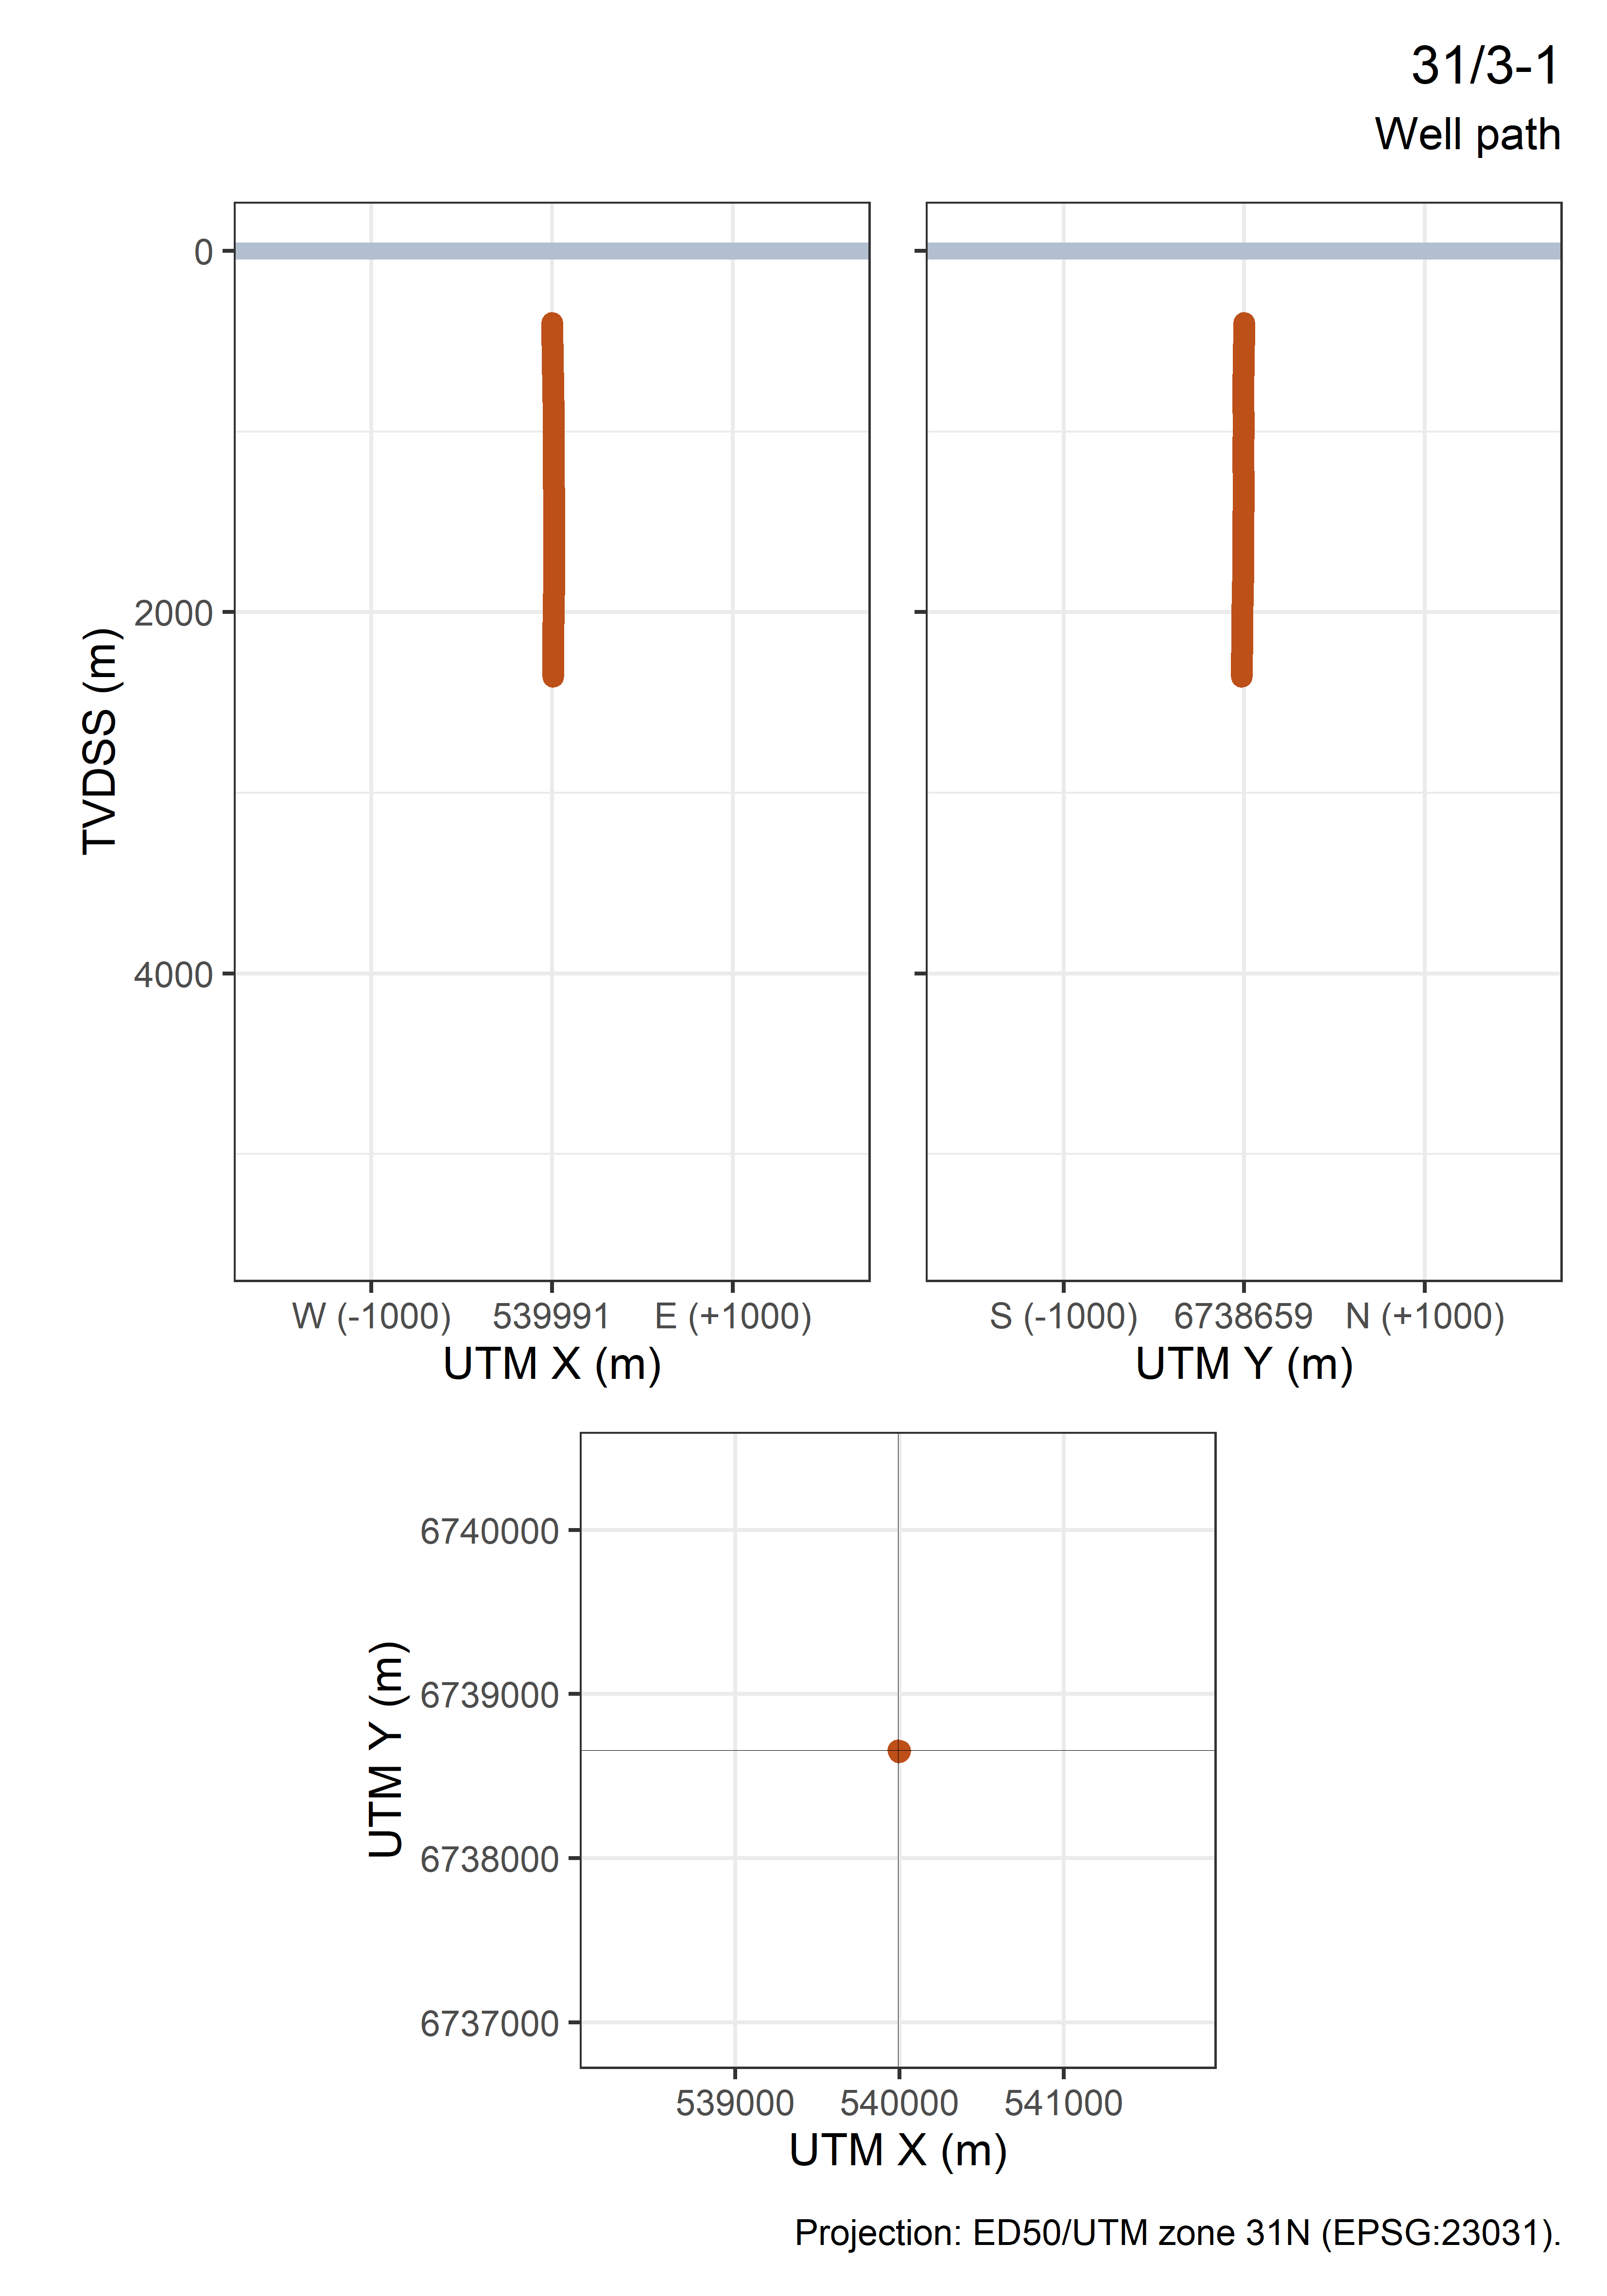 31/3-1
Well path
TVDSS (m)
0
2000
4000
W (-1000) 539991 E (+1000)
UTM X (m)
S (-1000) 6738659 N (+1000)
UTM Y (m)
UTM Y (m)
6740000
6739000
6738000
6737000
539000 540000 541000
UTM X (m)
Projection: ED50/UTM zone 31N (EPSG:23031).